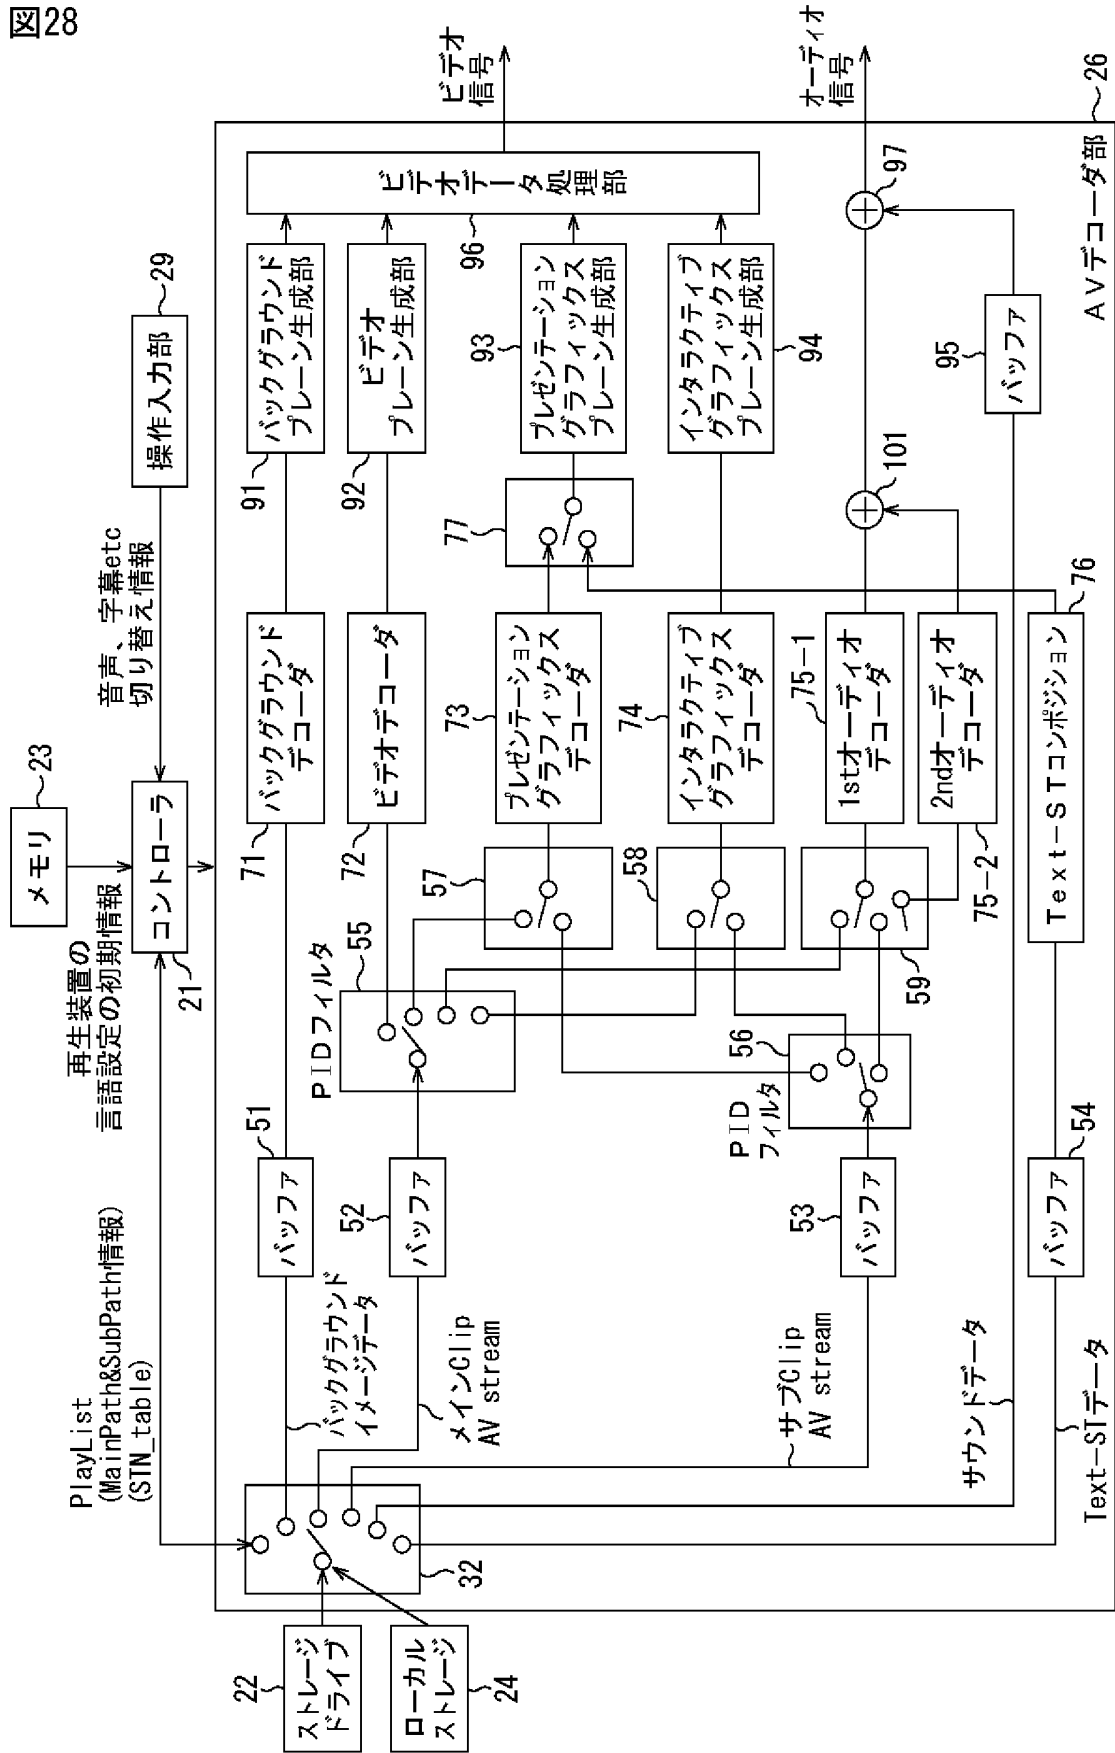 図28
メモリ
23
再生装置の
言語設定の初期情報
音声、字幕etc
切り替え情報
操作入力部
29
コントローラ
21
PlayList
(MainPath&SubPath情報)
(STN_table)
ストレージ
ドライブ
22
ローカル
ストレージ
24
32
バックグラウンド
イメージデータ
メインClip
AV stream
サブClip
AV stream
サウンドデータ
Text-STデータ
バッファ
51
バッファ
52
バッファ
53
バッファ
54
PIDフィルタ
55
PID
フィルタ
56
57
58
59
バックグラウンド
デコーダ
71
ビデオデコーダ
72
プレゼンテーション
グラフィックス
デコーダ
73
インタラクティブ
グラフィックス
デコーダ
74
1stオーディオ
デコーダ
75-1
2ndオーディオ
デコーダ
75-2
Text-STコンポジション
76
77
バックグラウンド
プレーン生成部
91
ビデオ
プレーン生成部
92
プレゼンテーション
グラフィックス
プレーン生成部
93
インタラクティブ
グラフィックス
プレーン生成部
94
バッファ
95
101
97
ビデオデータ処理部
96
ビデオ
信号
オーディオ
信号
AVデコーダ部
26